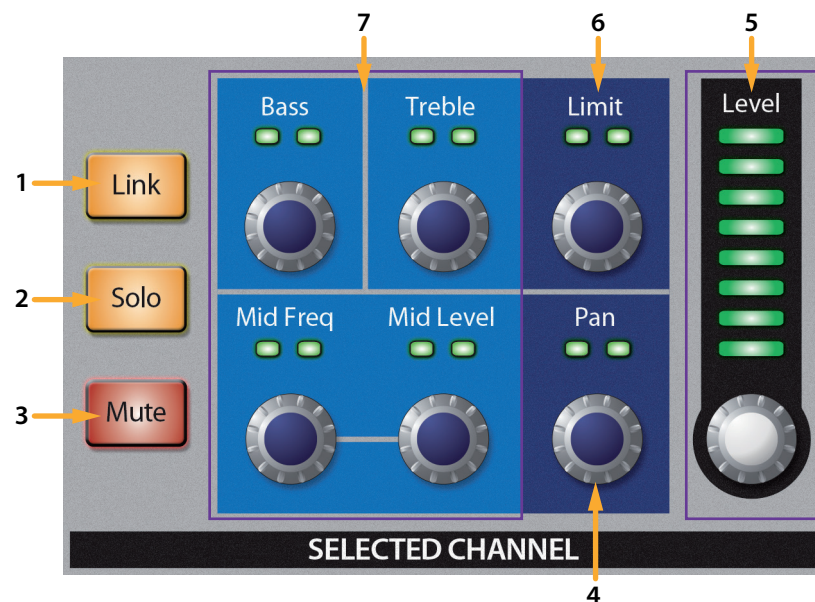 7 6 5
Bass Treble Limit Level
1 Link
2 Solo
Mid Freq Mid Level Pan
3 Mute
SELECTED CHANNEL
4